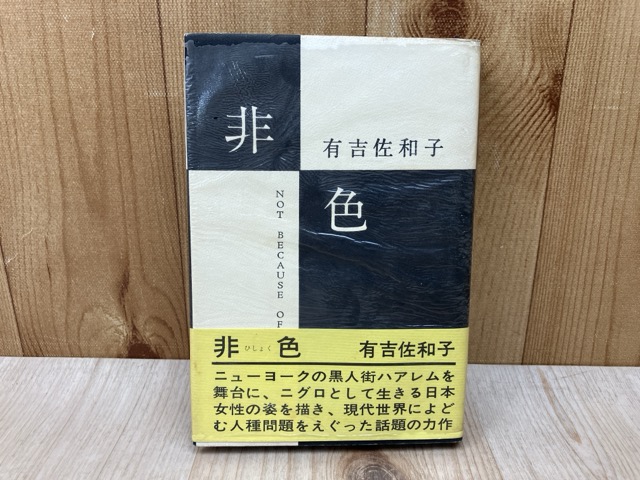 非
有吉佐和子
色
NOT BECAUSE OF
非ひしょく色 有吉佐和子
ニューヨークの黒人街ハアレムを
舞台に、ニグロとして生きる日本
女性の姿を描き、現代世界によど
む人種問題をえぐった話題の力作